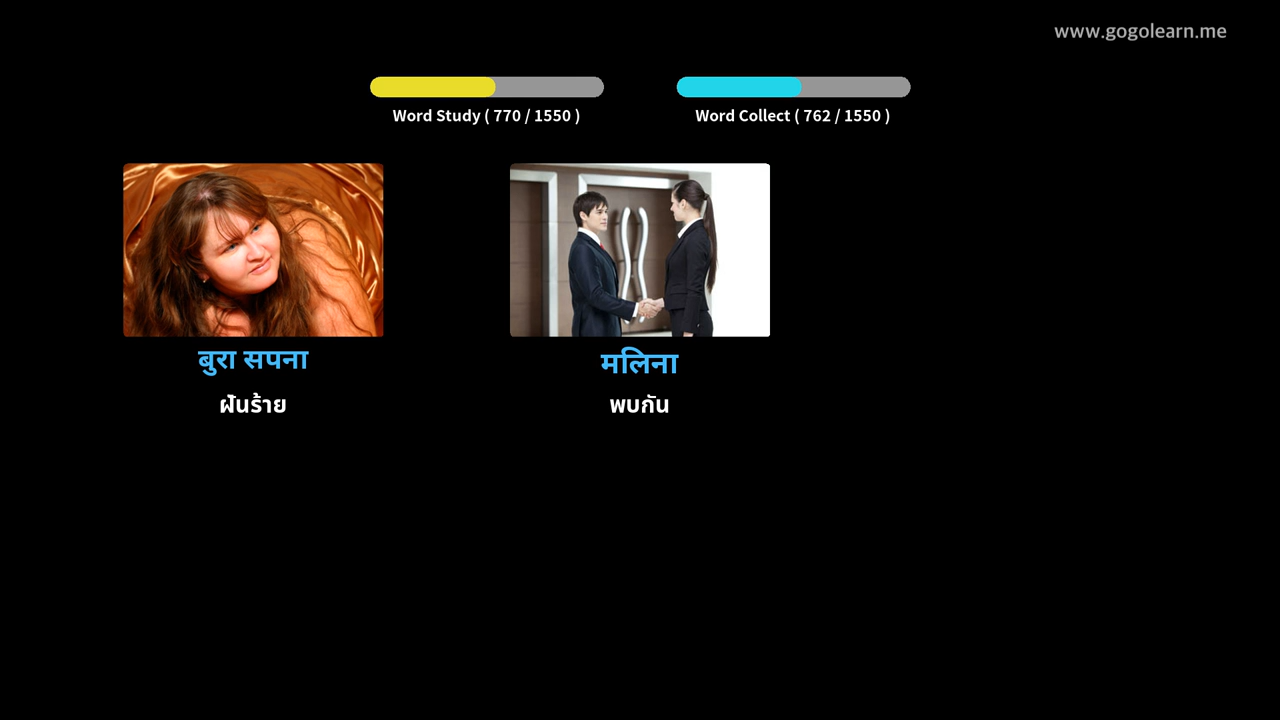 www.gogolearn.me
Word Study ( 770 / 1550 )
Word Collect ( 762 / 1550 )
बुरा सपना
ฝันร้าย
मलिना
พบกัน